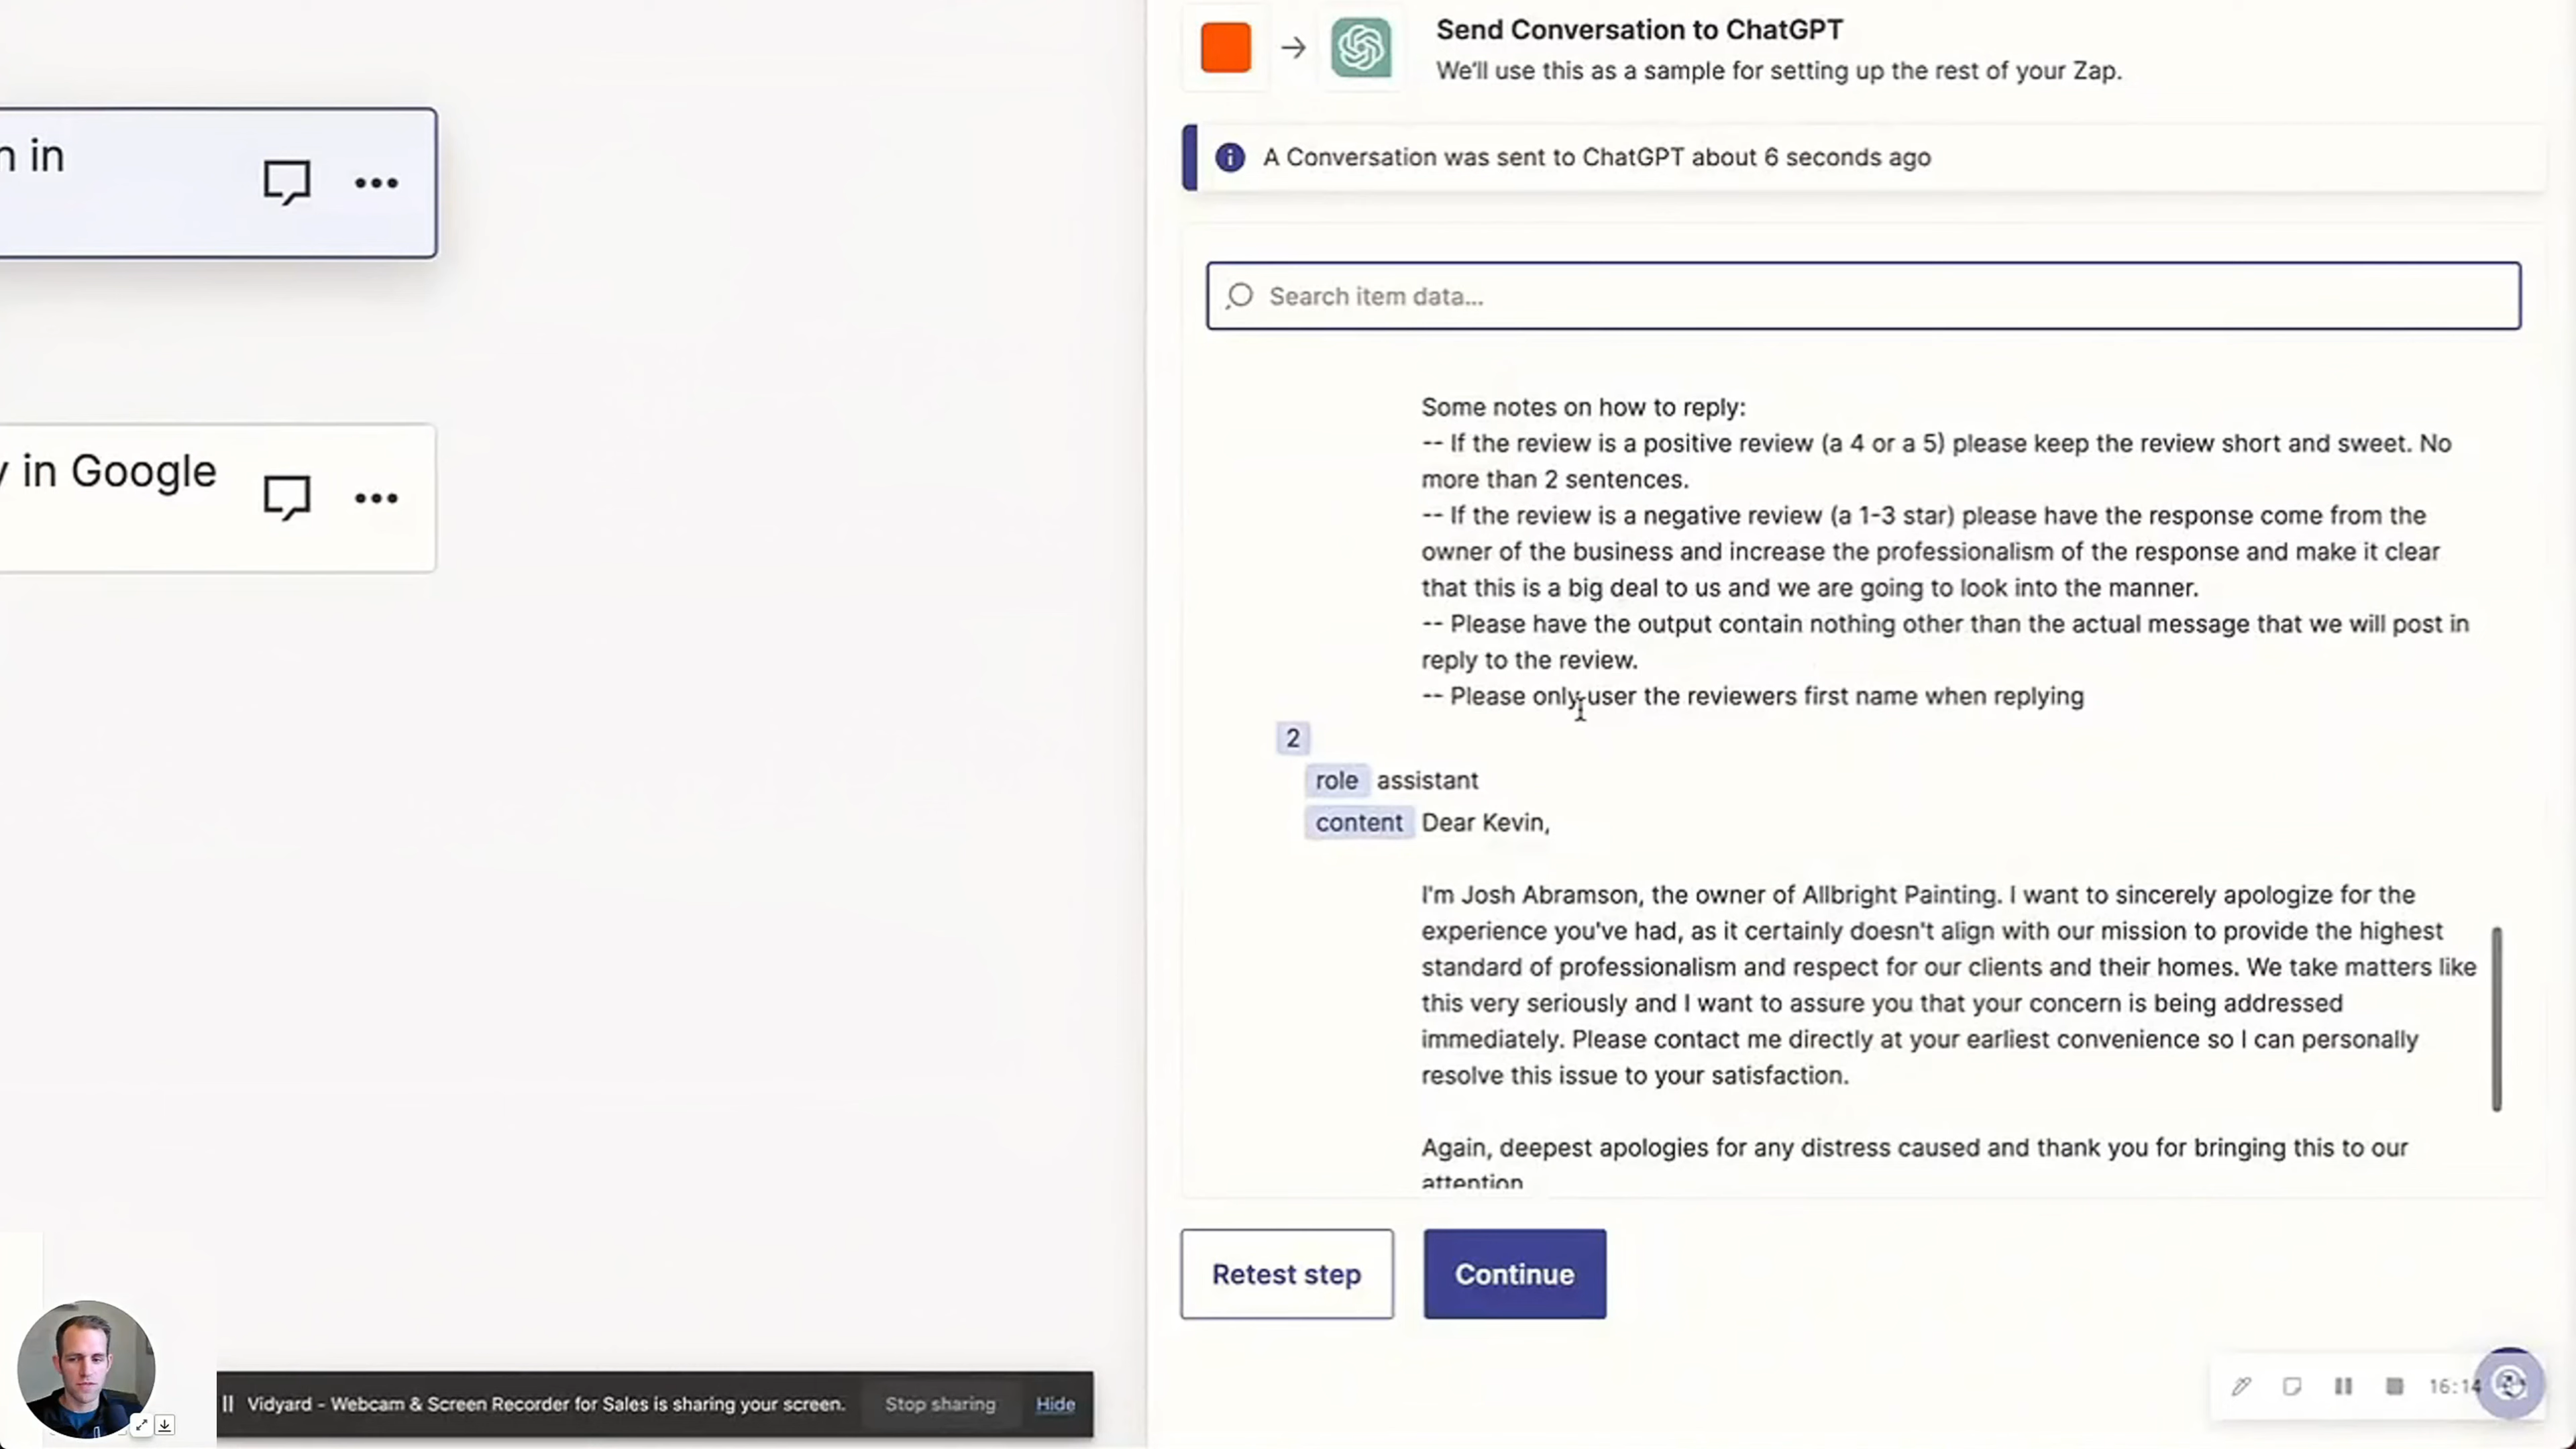 Send Conversation to ChatGPT
We'll use this as a sample for setting up the rest of your Zap.
n in
A Conversation was sent to ChatGPT about 6 seconds ago
Search item data...
Some notes on how to reply:
-- If the review is a positive review (a 4 or a 5) please keep the review short and sweet. No
more than 2 sentences.
-- If the review is a negative review (a 1-3 star) please have the response come from the
owner of the business and increase the professionalism of the response and make it clear
that this is a big deal to us and we are going to look into the manner.
-- Please have the output contain nothing other than the actual message that we will post in
reply to the review.
-- Please only user the reviewers first name when replying
y in Google
2
role assistant
content Dear Kevin,
I'm Josh Abramson, the owner of Allbright Painting. I want to sincerely apologize for the
experience you've had, as it certainly doesn't align with our mission to provide the highest
standard of professionalism and respect for our clients and their homes. We take matters like
this very seriously and I want to assure you that your concern is being addressed
immediately. Please contact me directly at your earliest convenience so I can personally
resolve this issue to your satisfaction.
Again, deepest apologies for any distress caused and thank you for bringing this to our
attention
Retest step
Continue
Vidyard - Webcam & Screen Recorder for Sales is sharing your screen.
Stop sharing
Hide
16:14